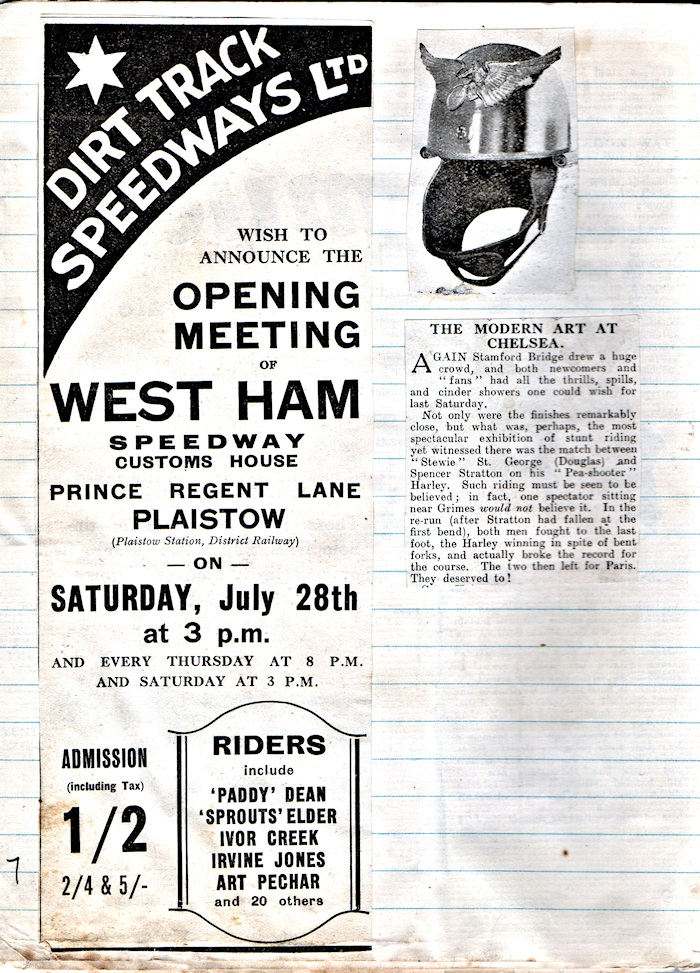 DIRT TRACK
SPEEDWAYS LTD
WISH TO
ANNOUNCE THE
OPENING
MEETING
OF
WEST HAM
SPEEDWAY
CUSTOMS HOUSE
PRINCE REGENT LANE
PLAISTOW
(Plaistow Station, District Railway)
— ON —
SATURDAY, July 28th
at 3 p.m.
AND EVERY THURSDAY AT 8 P.M.
AND SATURDAY AT 3 P.M.
ADMISSION
(including Tax)
1/2
2/4 & 5/-
RIDERS
include
'PADDY' DEAN
'SPROUTS' ELDER
IVOR CREEK
IRVINE JONES
ART PECHAR
and 20 others
7
THE MODERN ART AT
CHELSEA.
AGAIN Stamford Bridge drew a huge
crowd, and both newcomers and
"fans" had all the thrills, spills,
and cinder showers one could wish for
last Saturday.
Not only were the finishes remarkably
close, but what was, perhaps, the most
spectacular exhibition of stunt riding
yet witnessed there was the match between
"Stewie" St. George (Douglas) and
Spencer Stratton on his "Pea-shooter"
Harley. Such riding must be seen to be
believed; in fact, one spectator sitting
near Grimes would not believe it. In the
re-run (after Stratton had fallen at the
first bend), both men fought to the last
foot, the Harley winning in spite of bent
forks, and actually broke the record for
the course. The two then left for Paris.
They deserved to!